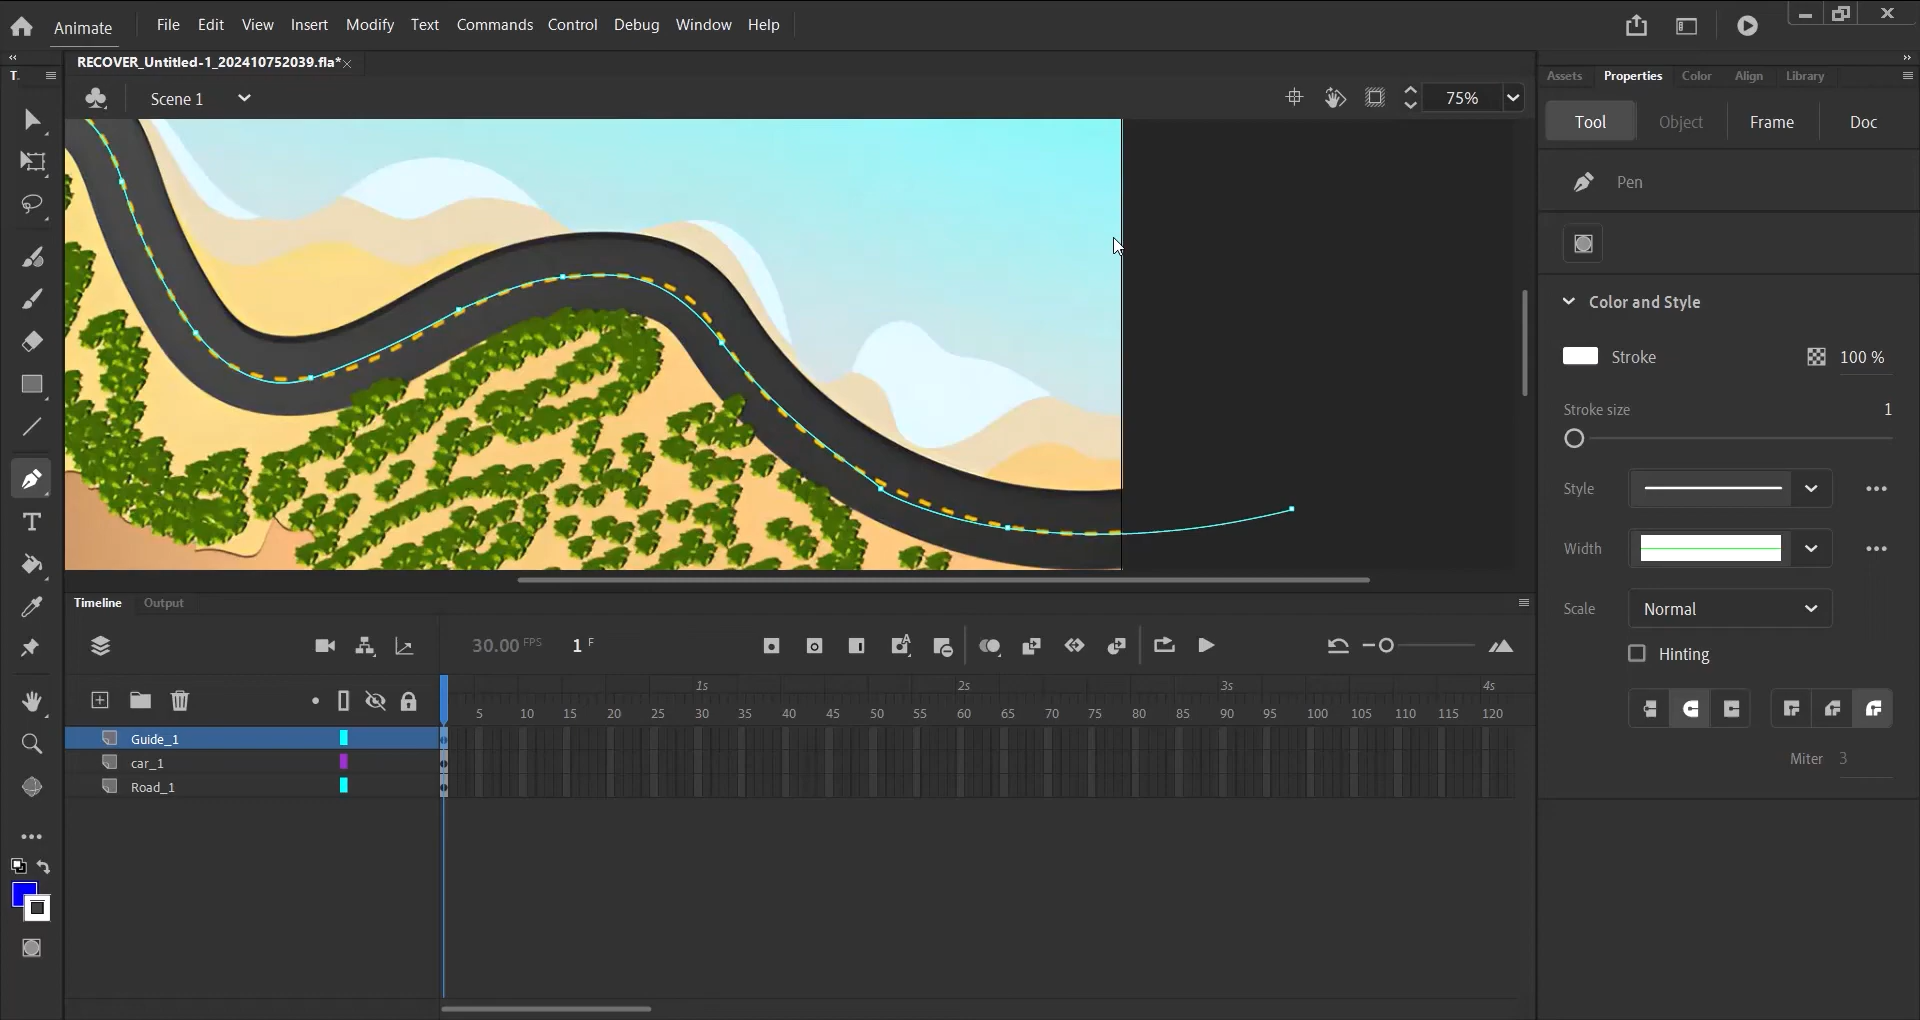 Animate File Edit View Insert Modify Text Commands Control Debug Window Help
RECOVER_Untitled-1_202410752039.fla*
T.
Scene 1
75%
Assets Properties Color Align Library
Tool Object Frame Doc
Pen
Color and Style
Stroke 100 %
Stroke size 1
Style
Width
Scale Normal
Hinting
Miter 3
T
Timeline Output
30.00 FPS 1 F
A
1s 2s 3s 4s
5 10 15 20 25 30 35 40 45 50 55 60 65 70 75 80 85 90 95 100 105 110 115 120
Guide_1
car_1
Road_1